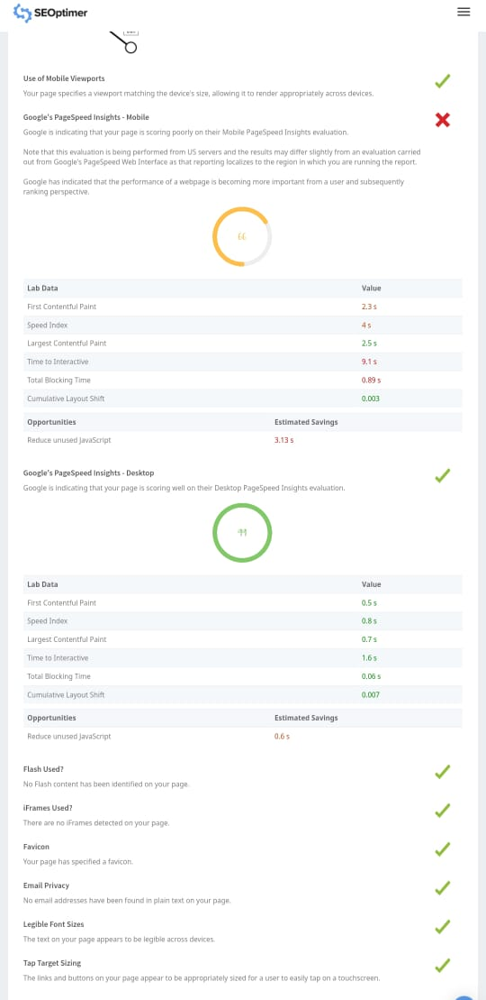 SEOptimer
Use of Mobile Viewports
Your page specifies a viewport matching the device's size, allowing it to render appropriately across devices.
Google's PageSpeed Insights - Mobile
Google is indicating that your page is scoring poorly on their Mobile PageSpeed Insights evaluation.
Note that this evaluation is being performed from US servers and the results may differ slightly from an evaluation carried
out from Google's PageSpeed Web Interface as that reporting localizes to the region in which you are running the report.
Google has indicated that the performance of a webpage is becoming more important from a user and subsequently
ranking perspective.
66
Lab Data Value
First Contentful Paint 2.3 s
Speed Index 4 s
Largest Contentful Paint 2.5 s
Time to Interactive 9.1 s
Total Blocking Time 0.89 s
Cumulative Layout Shift 0.003
Opportunities Estimated Savings
Reduce unused JavaScript 3.13 s
Google's PageSpeed Insights - Desktop
Google is indicating that your page is scoring well on their Desktop PageSpeed Insights evaluation.
Lab Data Value
First Contentful Paint 0.5 s
Speed Index 0.8 s
Largest Contentful Paint 0.7 s
Time to Interactive 1.6 s
Total Blocking Time 0.06 s
Cumulative Layout Shift 0.007
Opportunities Estimated Savings
Reduce unused JavaScript 0.6 s
Flash Used?
No Flash content has been identified on your page.
iFrames Used?
There are no iFrames detected on your page.
Favicon
Your page has specified a favicon.
Email Privacy
No email addresses have been found in plain text on your page.
Legible Font Sizes
The text on your page appears to be legible across devices.
Tap Target Sizing
The links and buttons on your page appear to be appropriately sized for a user to easily tap on a touchscreen.